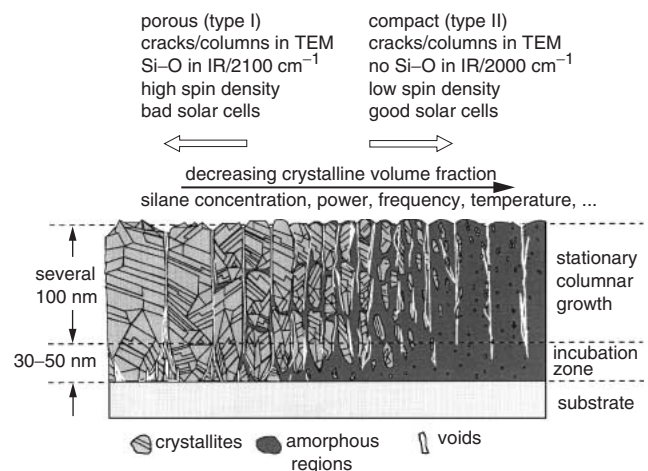 porous (type I)
cracks/columns in TEM
Si–O in IR/2100 cm⁻¹
high spin density
bad solar cells
compact (type II)
cracks/columns in TEM
no Si–O in IR/2000 cm⁻¹
low spin density
good solar cells
decreasing crystalline volume fraction
silane concentration, power, frequency, temperature, ...
several
100 nm
30–50 nm
stationary
columnar
growth
incubation
zone
substrate
crystallites
amorphous
regions
voids